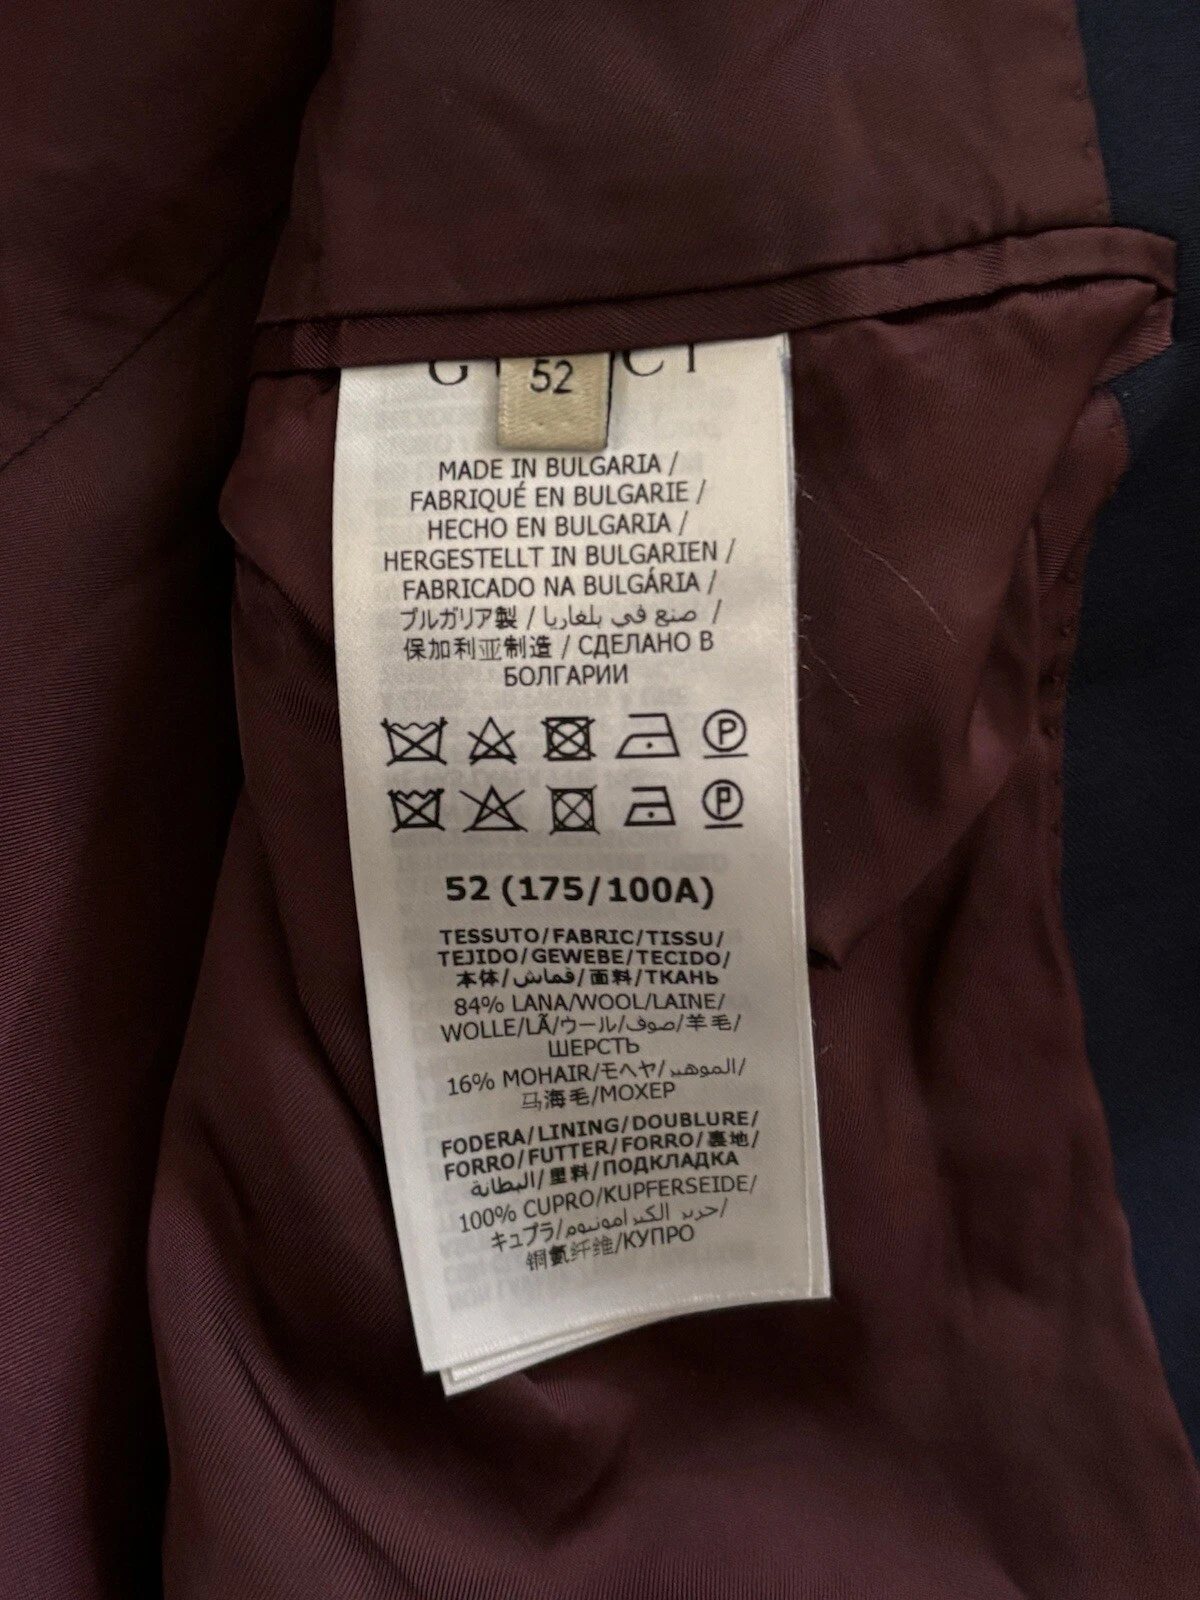 52
MADE IN BULGARIA /
FABRIQUÉ EN BULGARIE /
HECHO EN BULGARIA /
HERGESTELLT IN BULGARIEN /
FABRICADO NA BULGÁRIA /
ブルガリア製 / صنع في بلغاريا /
保加利亚制造 / СДЕЛАНО В
БОЛГАРИИ
P
P
52 (175/100A)
TESSUTO/FABRIC/TISSU/
TEJIDO/GEWEBE/TECIDO/
本体/قماش/面料/ТКАНЬ
84% LANA/WOOL/LAINE/
WOLLE/LÃ/ウール/صوف/羊毛/
ШЕРСТЬ
16% MOHAIR/モヘヤ/الموهير/
马海毛/МОХЕР
FODERA/LINING/DOUBLURE/
FORRO/FUTTER/FORRO/裏地/
البطانة/里料/ПОДКЛАДКА
100% CUPRO/KUPFERSEIDE/
キュプラ/حرير الكبرامونيوم/
铜氨纤维/КУПРО